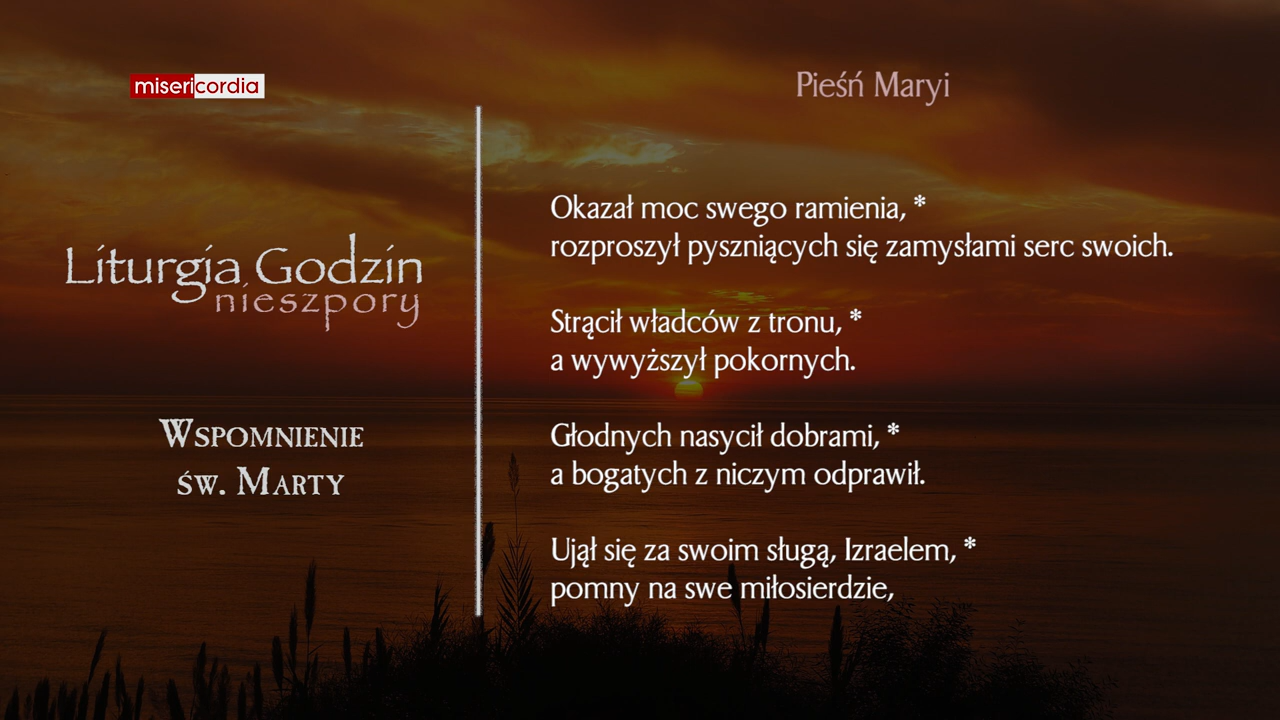 misericordia
Pieśń Maryi
Liturgia Godzin
nieszpory
Wspomnienie
św. Marty
Okazał moc swego ramienia, *
rozproszył pyszniących się zamysłami serc swoich.
Strącił władców z tronu, *
a wywyższył pokornych.
Głodnych nasycił dobrami, *
a bogatych z niczym odprawił.
Ujął się za swoim sługą, Izraelem, *
pomny na swe miłosierdzie,